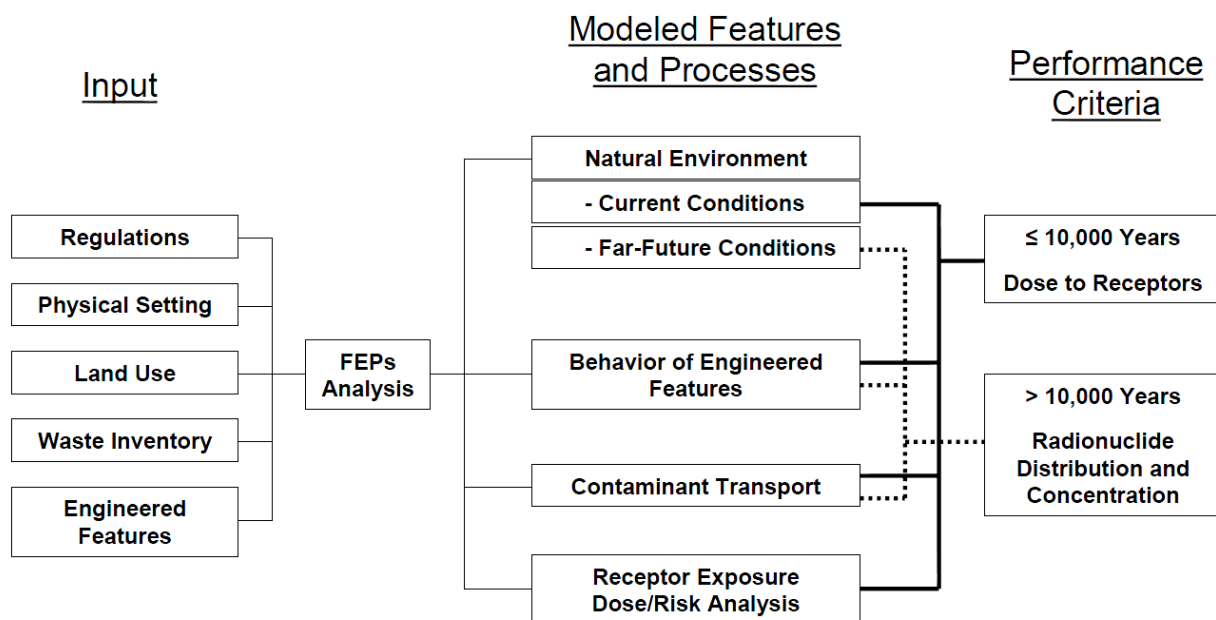 Input
Regulations
Physical Setting
Land Use
Waste Inventory
Engineered
Features
FEPs
Analysis
Modeled Features
and Processes
Natural Environment
- Current Conditions
- Far-Future Conditions
Behavior of Engineered
Features
Contaminant Transport
Receptor Exposure
Dose/Risk Analysis
Performance
Criteria
≤ 10,000 Years
Dose to Receptors
> 10,000 Years
Radionuclide
Distribution and
Concentration